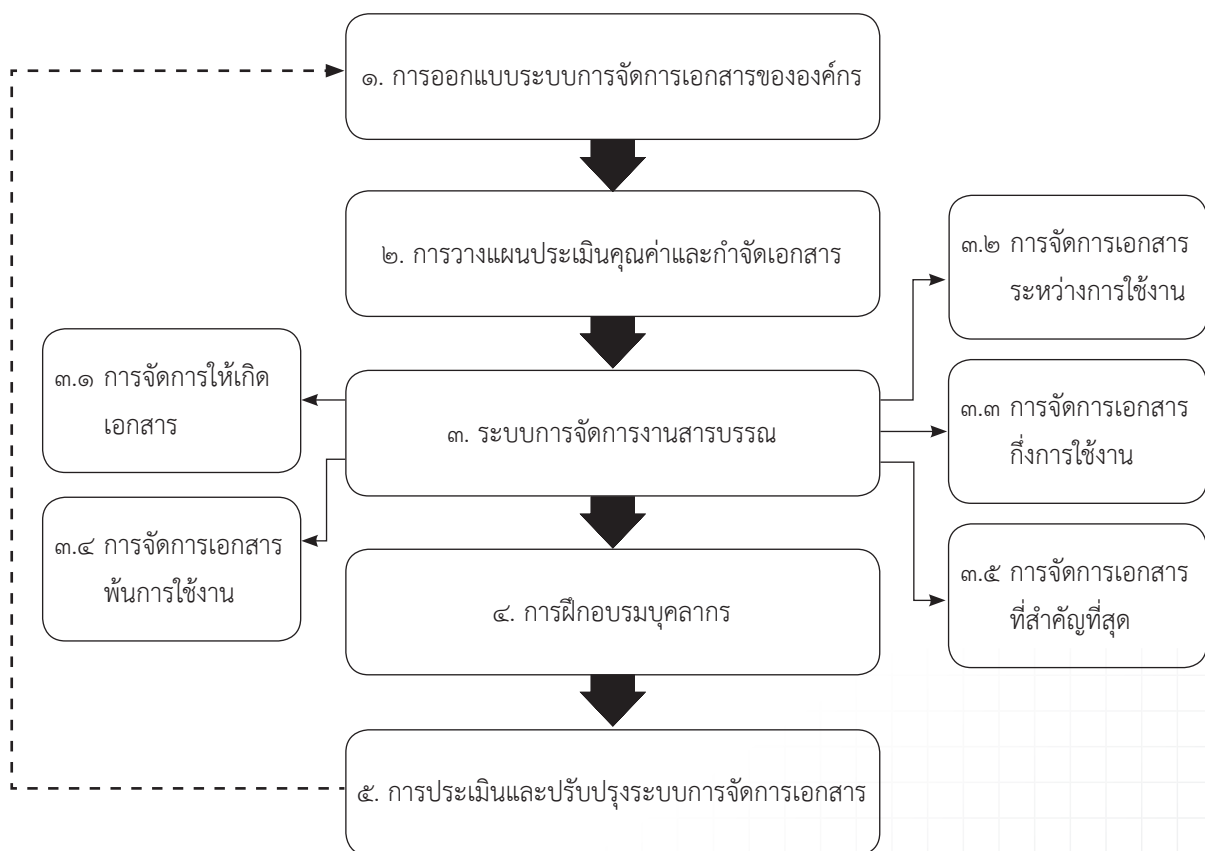 ๑. การออกแบบระบบการจัดการเอกสารขององค์กร
๒. การวางแผนประเมินคุณค่าและกำจัดเอกสาร
๓.๒ การจัดการเอกสาร
ระหว่างการใช้งาน
๓.๑ การจัดการให้เกิด
เอกสาร
๓. ระบบการจัดการงานสารบรรณ
๓.๓ การจัดการเอกสาร
กึ่งการใช้งาน
๓.๔ การจัดการเอกสาร
พ้นการใช้งาน
๔. การฝึกอบรมบุคลากร
๓.๕ การจัดการเอกสาร
ที่สำคัญที่สุด
๕. การประเมินและปรับปรุงระบบการจัดการเอกสาร